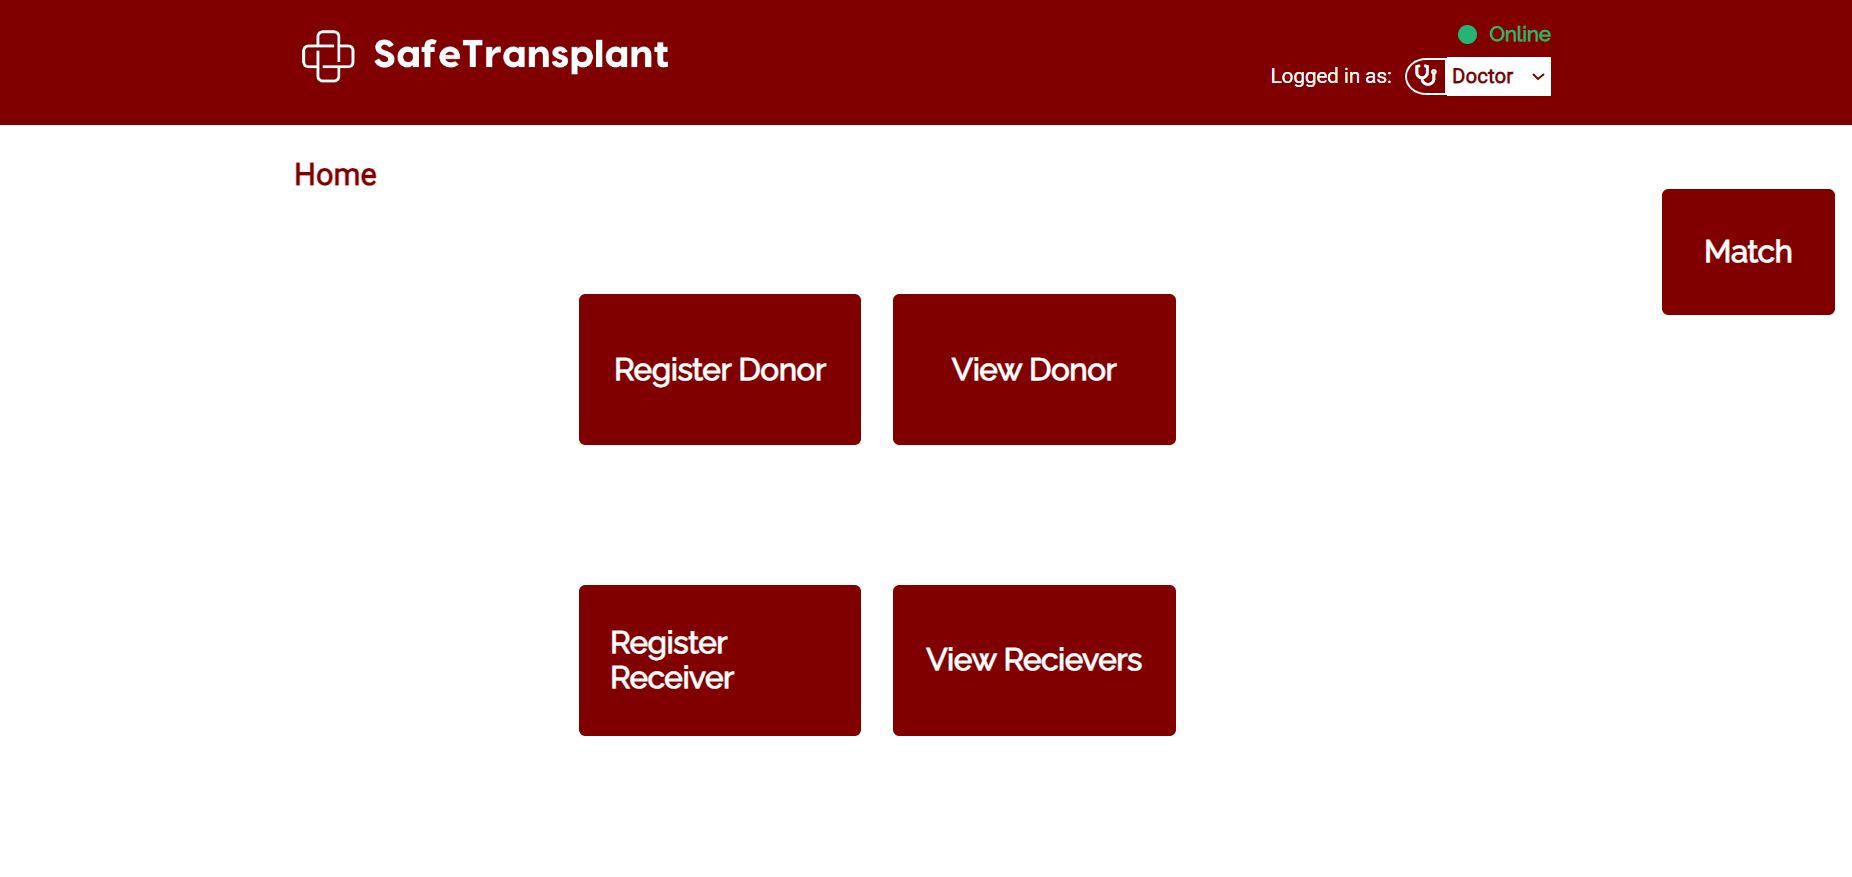 SafeTransplant
Online
Logged in as:
Doctor
Home
Match
Register Donor
View Donor
Register
Receiver
View Recievers